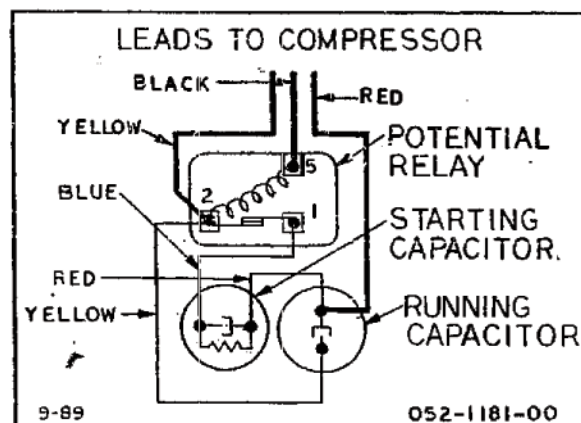 LEADS TO COMPRESSOR
BLACK
RED
YELLOW
POTENTIAL
RELAY
5
BLUE
2
1
STARTING
CAPACITOR.
RED
YELLOW
RUNNING
CAPACITOR
9-89
052-1181-00